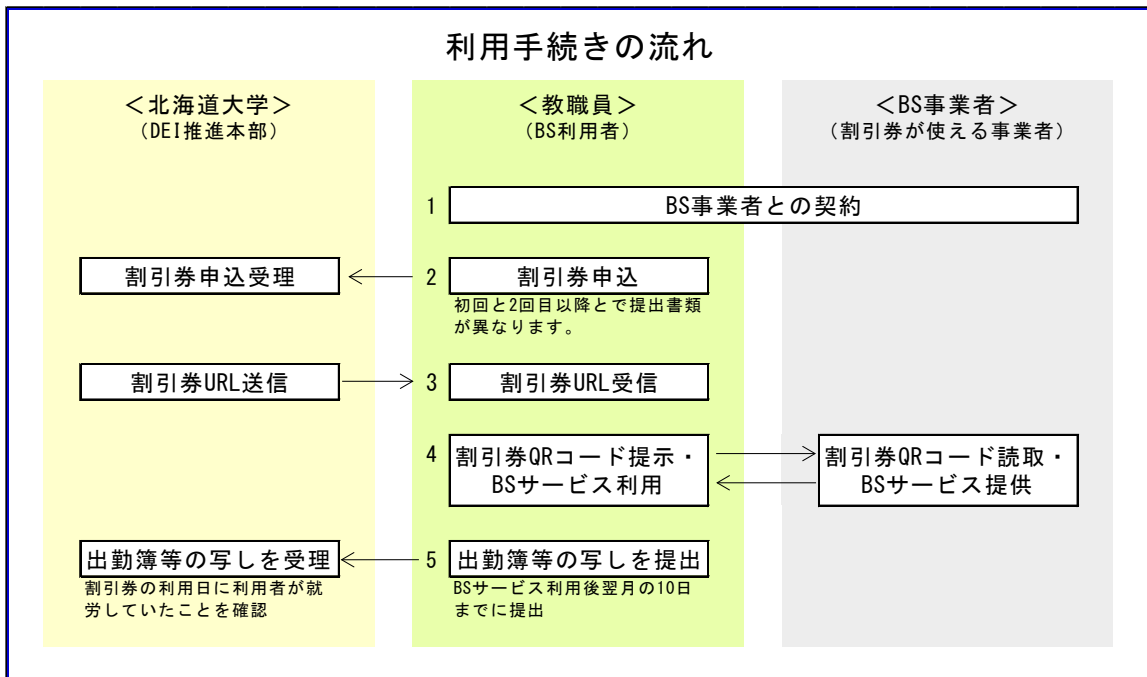 利用手続きの流れ
＜北海道大学＞
（DEI推進本部）
＜教職員＞
（BS利用者）
＜BS事業者＞
（割引券が使える事業者）
1
BS事業者との契約
割引券申込受理
2
割引券申込
初回と2回目以降とで提出書類
が異なります。
割引券URL送信
3
割引券URL受信
4
割引券QRコード提示・
BSサービス利用
割引券QRコード読取・
BSサービス提供
出勤簿等の写しを受理
割引券の利用日に利用者が就
労していたことを確認
5
出勤簿等の写しを提出
BSサービス利用後翌月の10日
までに提出